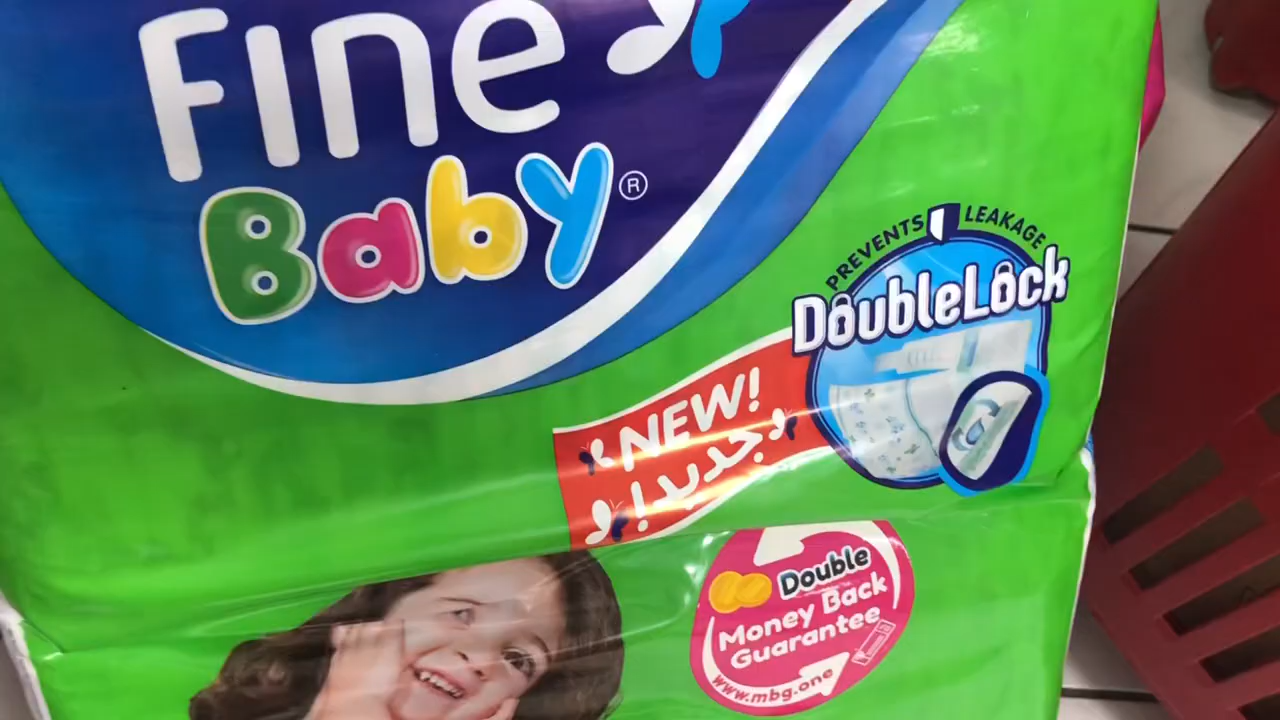 Fine
Baby®
PREVENTS LEAKAGE
DoubleLock
NEW!
جديد!
Double
Money Back
Guarantee
www.mbg.one